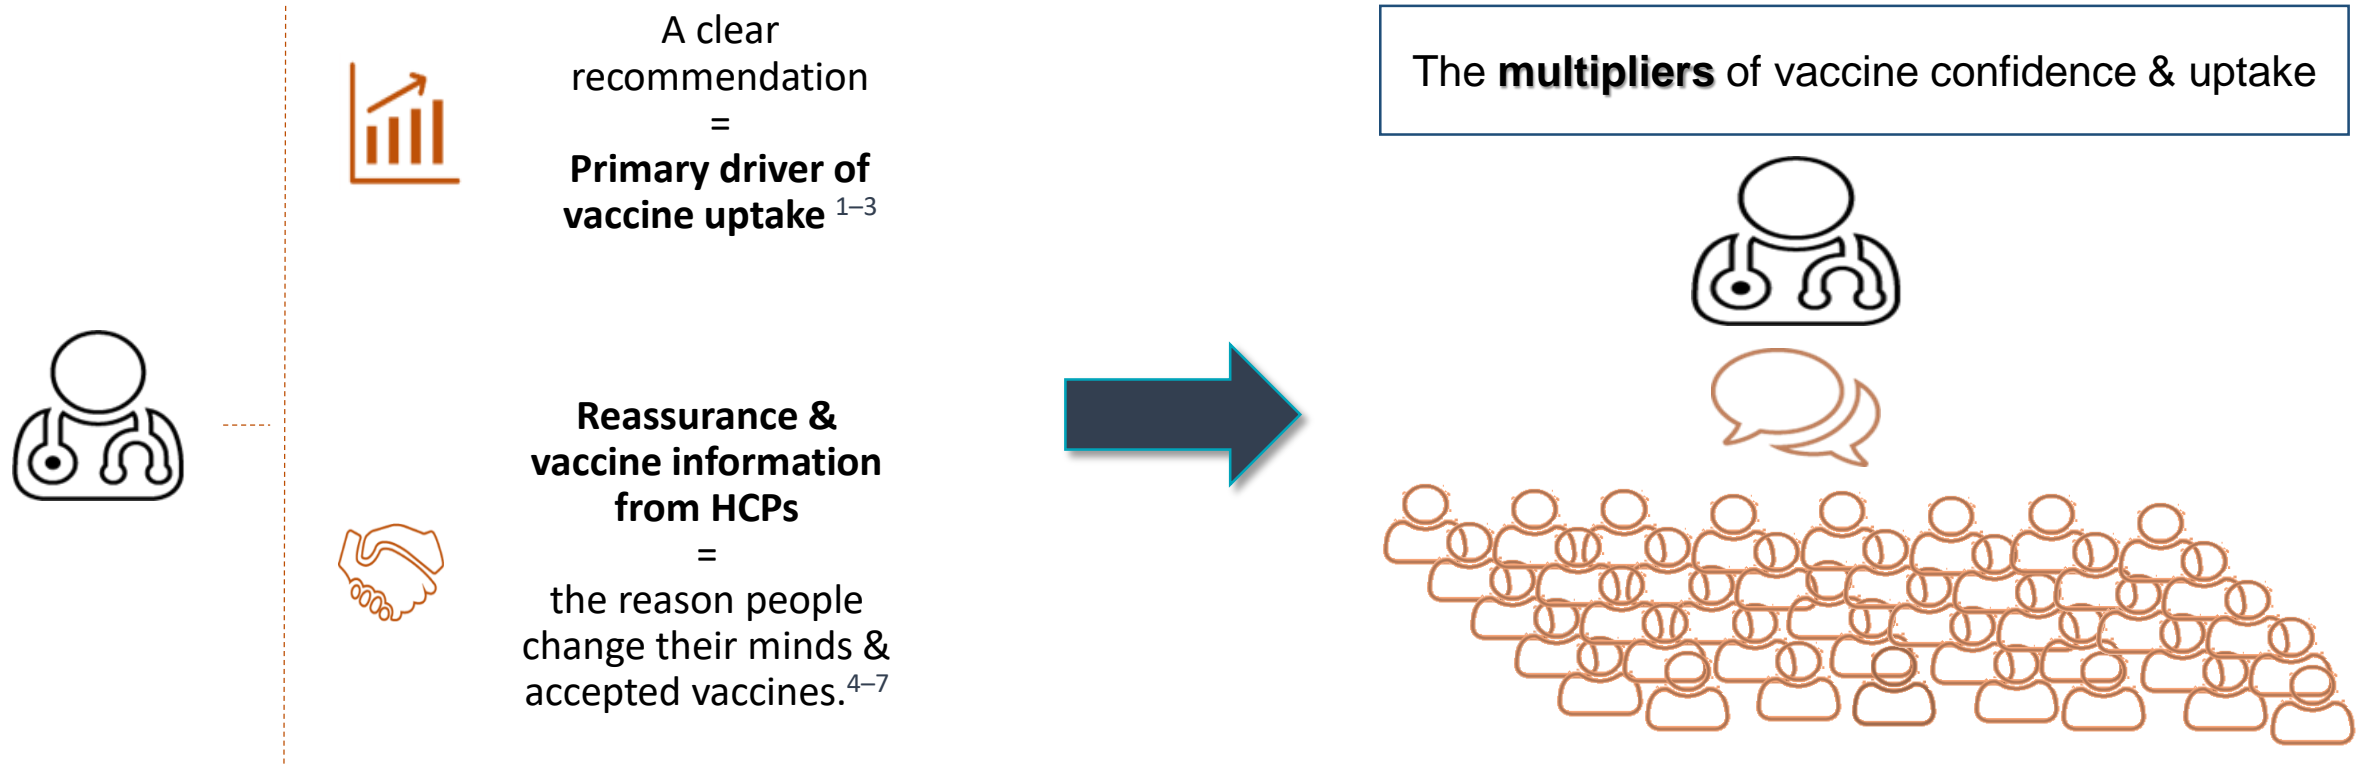 A clear
recommendation
=
Primary driver of
vaccine uptake 1–3
Reassurance &
vaccine information
from HCPs
=
the reason people
change their minds &
accepted vaccines.4–7
The multipliers of vaccine confidence & uptake